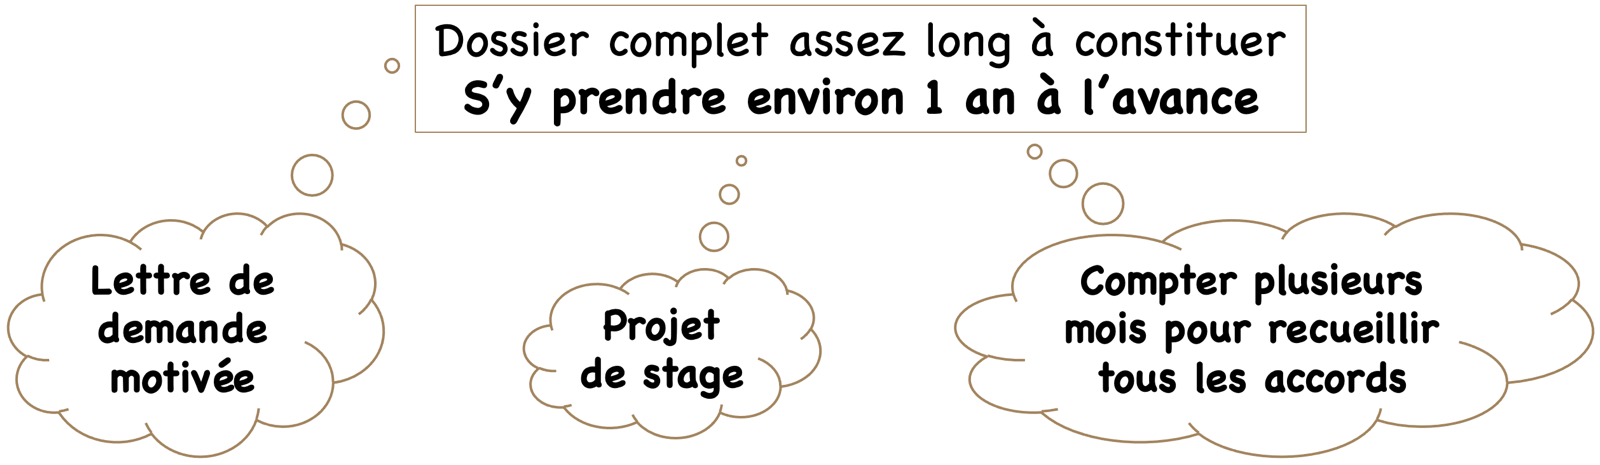 Dossier complet assez long à constituer
S’y prendre environ 1 an à l’avance
Lettre de
demande
motivée
Projet
de stage
Compter plusieurs
mois pour recueillir
tous les accords